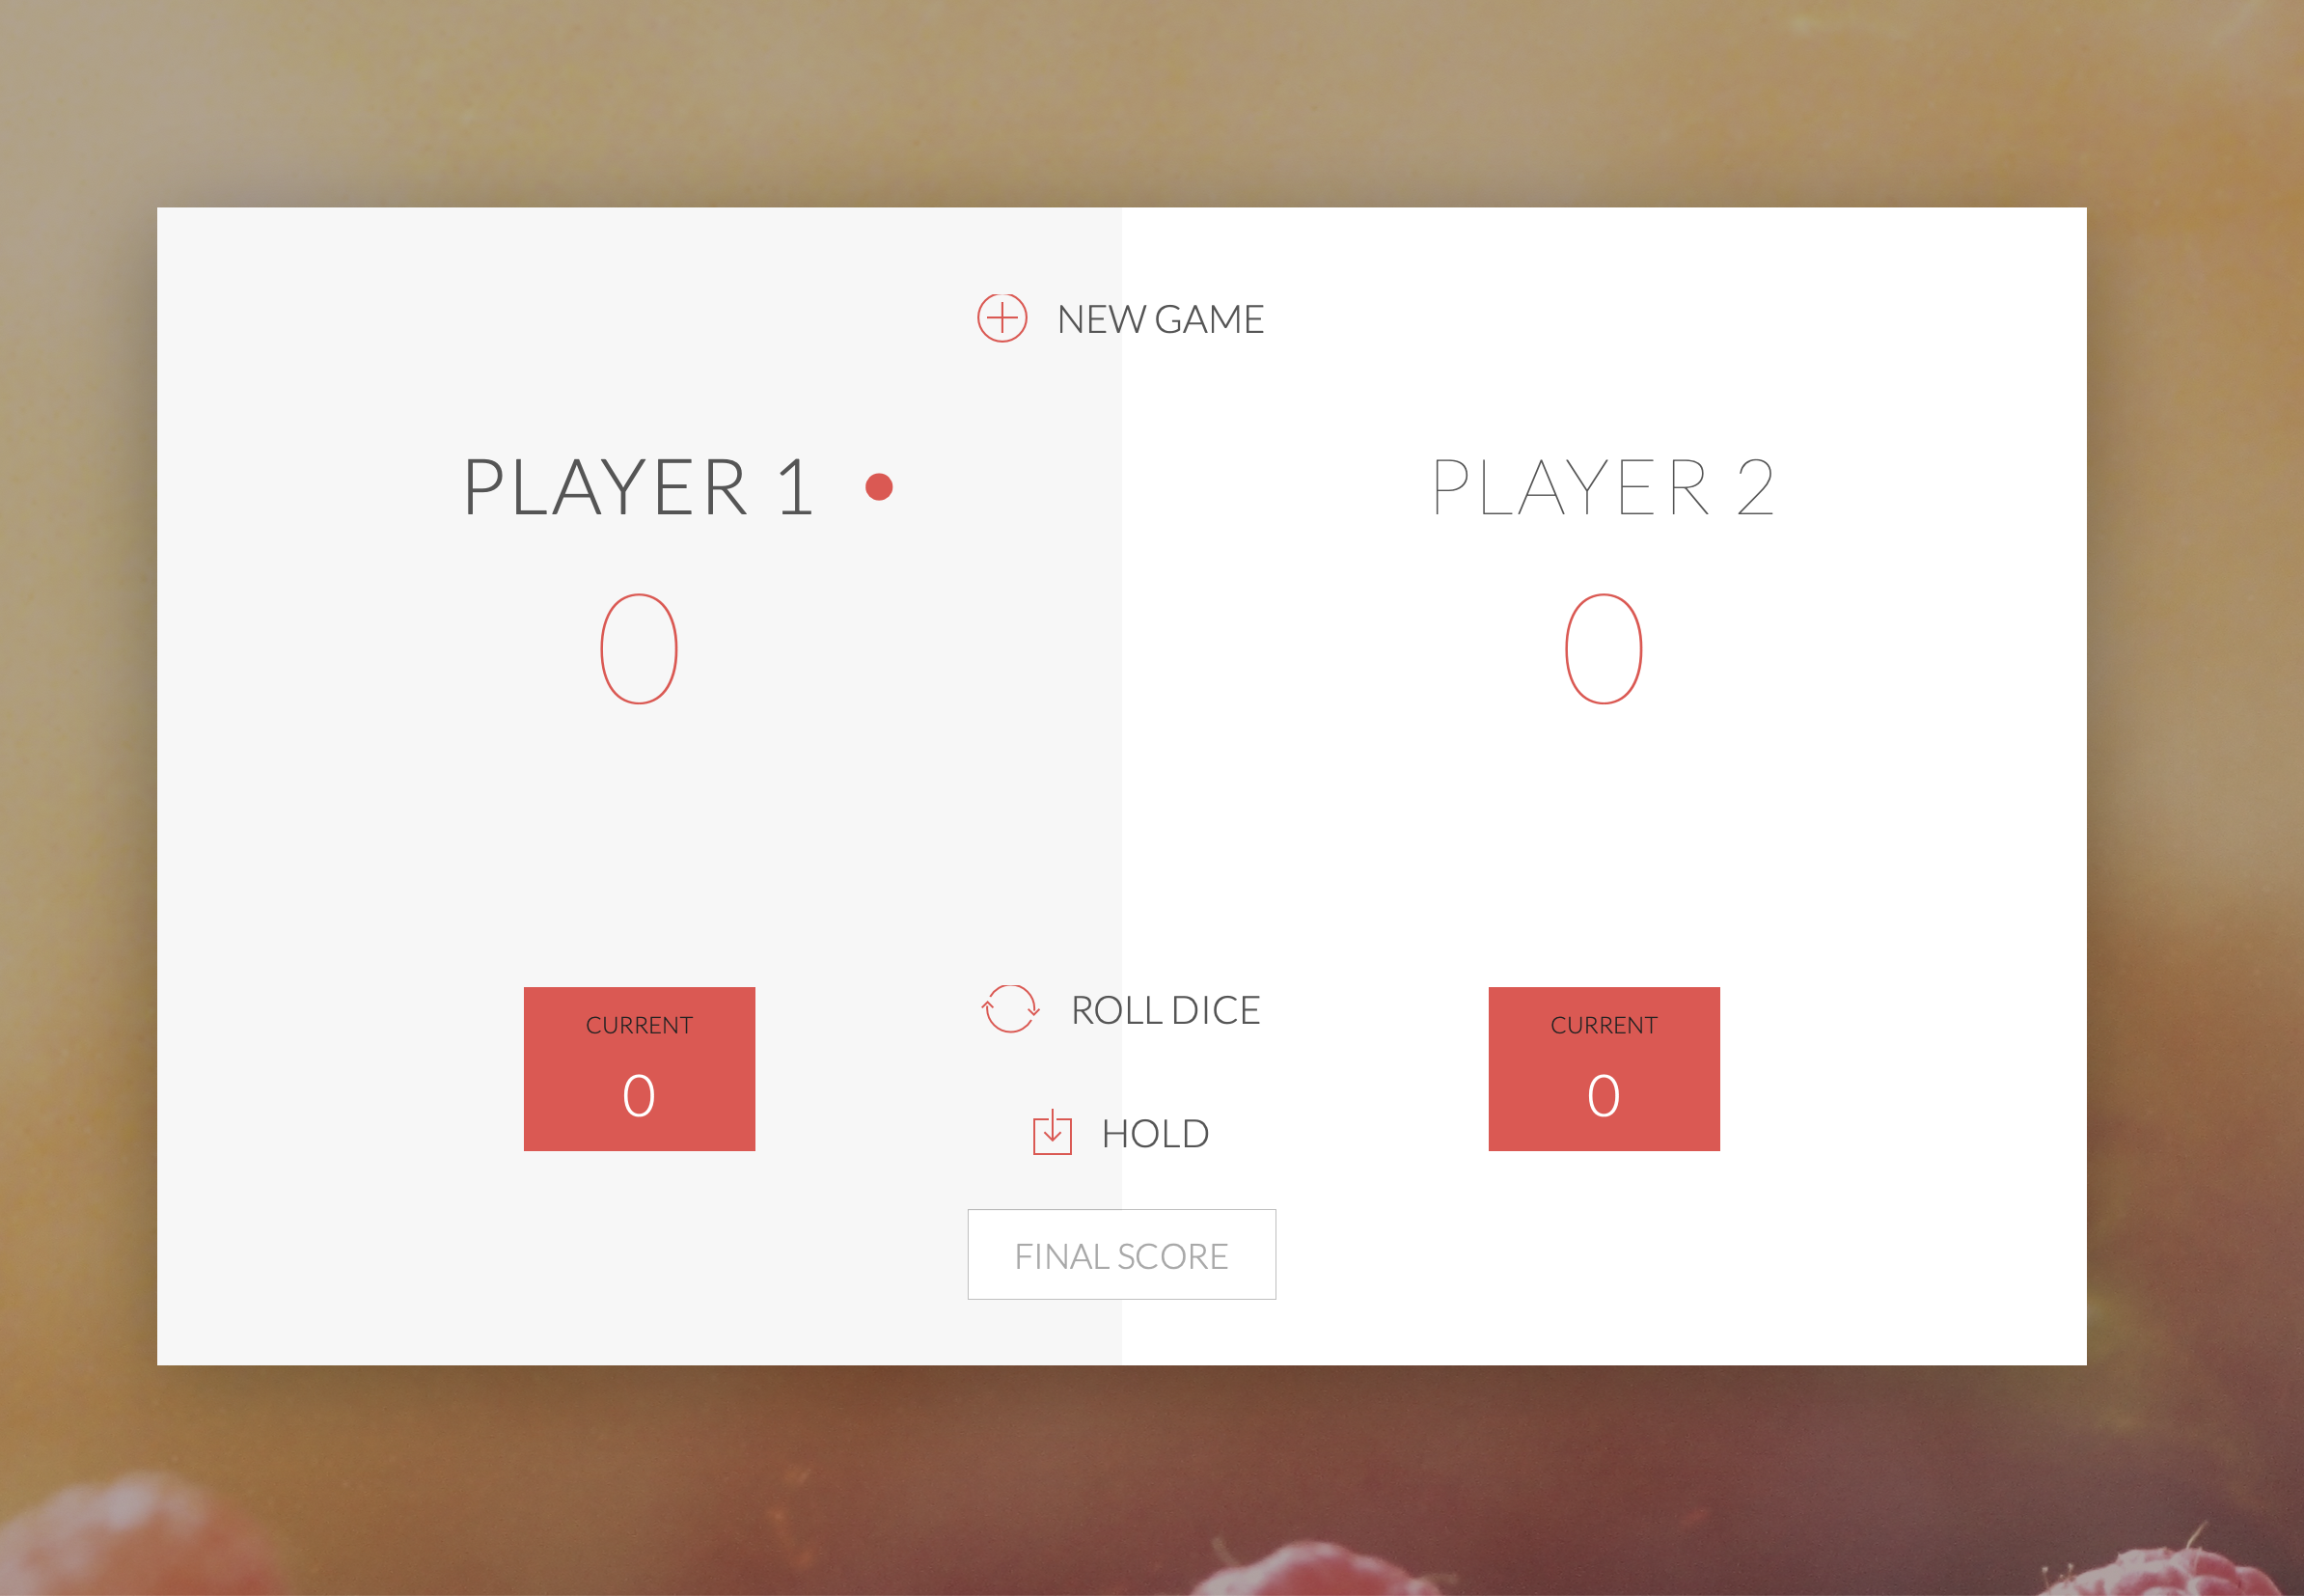 NEW GAME
PLAYER 1
0
PLAYER 2
0
CURRENT
0
ROLL DICE
HOLD
FINAL SCORE
CURRENT
0